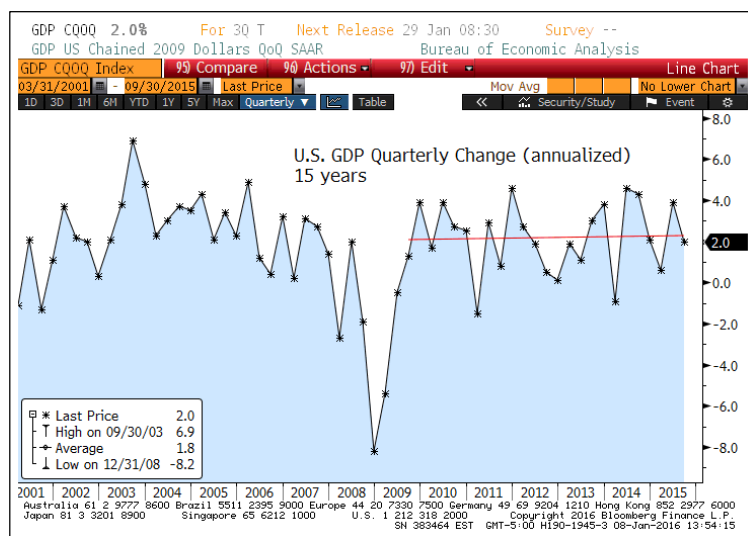 GDP CQOQ 2.0% For 3Q T Next Release 29 Jan 08:30 Survey --
GDP US Chained 2009 Dollars QoQ SAAR Bureau of Economic Analysis
GDP CQOQ Index 95) Compare 96) Actions 97) Edit Line Chart
03/31/2001 - 09/30/2015 Last Price Mov Avg No Lower Chart
1D 3D 1M 6M YTD 1Y 5Y Max Quarterly ▼ Table « Security/Study Event
8.0
U.S. GDP Quarterly Change (annualized)
15 years
6.0
4.0
2.0
0.0
-2.0
-4.0
-6.0
-8.0
Last Price 2.0
High on 09/30/03 6.9
Average 1.8
Low on 12/31/08 -8.2
2001 2002 2003 2004 2005 2006 2007 2008 2009 2010 2011 2012 2013 2014 2015
Australia 61 2 9777 8600 Brazil 5511 2395 9000 Europe 44 20 7330 7500 Germany 49 69 9204 1210 Hong Kong 852 2977 6000
Japan 81 3 3201 8900 Singapore 65 6212 1000 U.S. 1 212 318 2000 Copyright 2016 Bloomberg Finance L.P.
SN 383464 EST GMT-5:00 H190-1945-3 08-Jan-2016 13:54:15